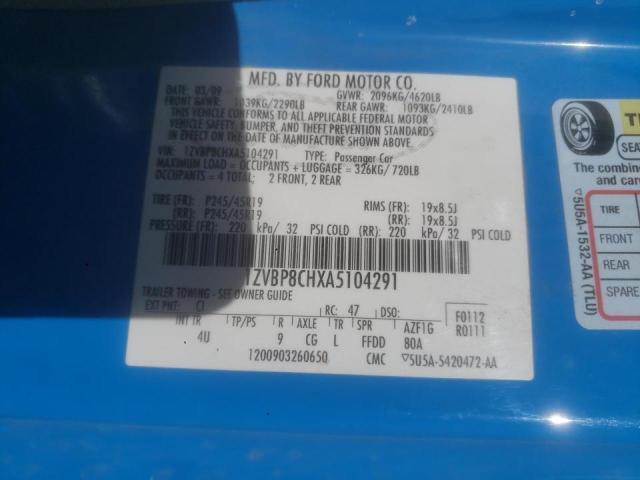 MFD. BY FORD MOTOR CO.
DATE: 03/09
GVWR: 2096KG/4620LB
FRONT GAWR: 1039KG/2290LB
REAR GAWR: 1093KG/2410LB
THIS VEHICLE CONFORMS TO ALL APPLICABLE FEDERAL MOTOR
VEHICLE SAFETY, BUMPER, AND THEFT PREVENTION STANDARDS
IN EFFECT ON THE DATE OF MANUFACTURE SHOWN ABOVE.
VIN: 1ZVBP8CHXA5104291
TYPE: Passenger Car
MAXIMUM LOAD = OCCUPANTS + LUGGAGE = 326KG/720LB
OCCUPANTS = 4 TOTAL; 2 FRONT, 2 REAR
TIRE (FR): P245/45R19 RIMS (FR): 19x8.5J
(RR): P245/45R19 (RR): 19x8.5J
PRESSURE (FR): 220 kPa/ 32 PSI COLD (RR): 220 kPa/ 32 PSI COLD
1ZVBP8CHXA5104291
TRAILER TOWING - SEE OWNER GUIDE
EXT PNT: CI RC: 47 DSO: F0112
INT TR TP/PS R AXLE TR SPR AZF1G R0111
4U 9 CG L FFDD 80A
1200903260650 CMC ▽5U5A-5420472-AA
SEA
The combine
and car
TIRE
FRONT
REAR
SPARE
▽5U5A-1532-AA (TLU)